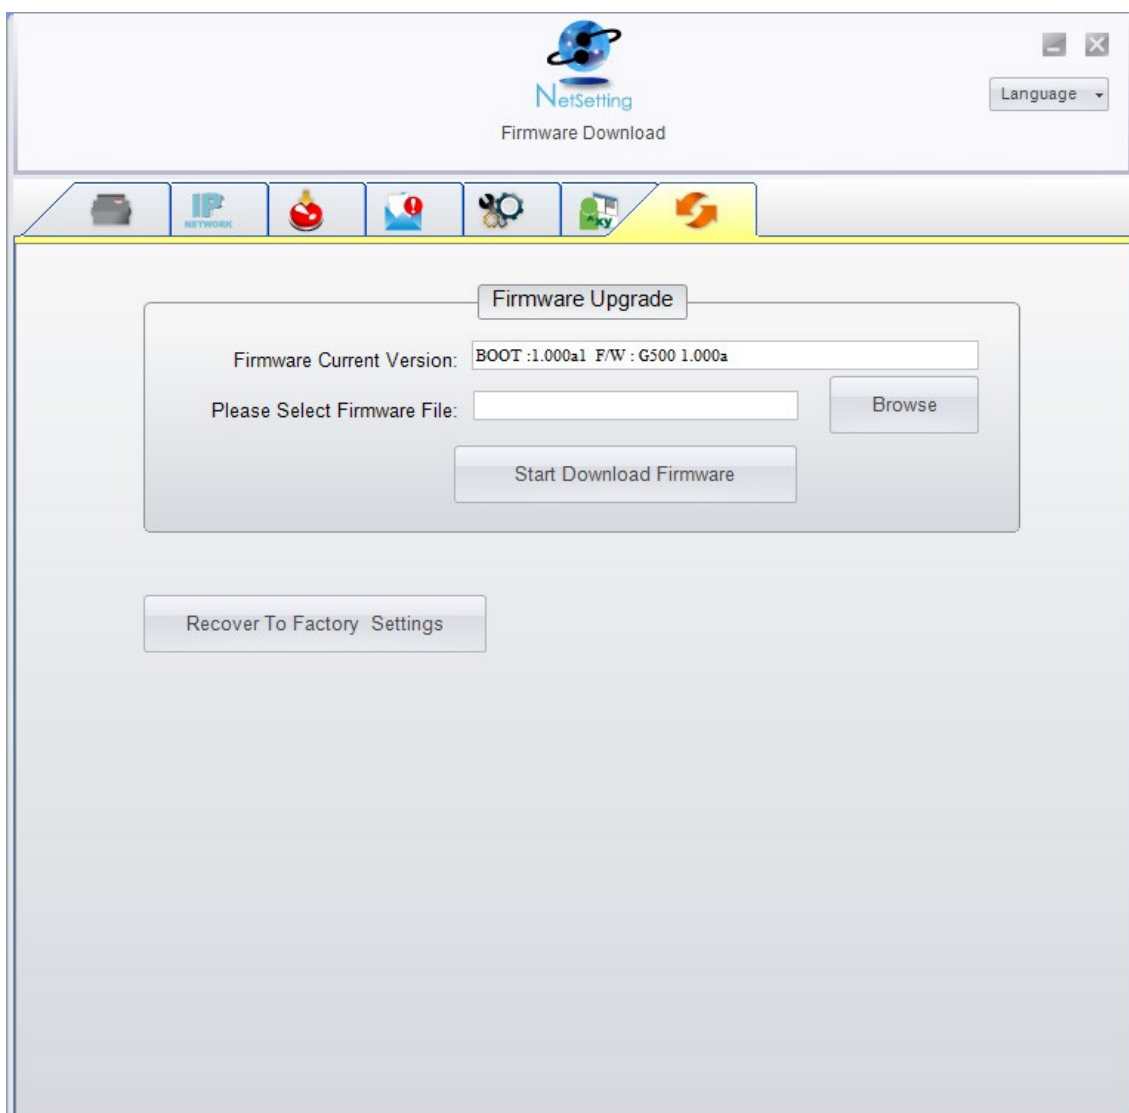 NetSetting
Language
Firmware Download
IP
NETWORK
xy
Firmware Upgrade
Firmware Current Version: BOOT :1.000a1 F/W : G500 1.000a
Please Select Firmware File: Browse
Start Download Firmware
Recover To Factory Settings